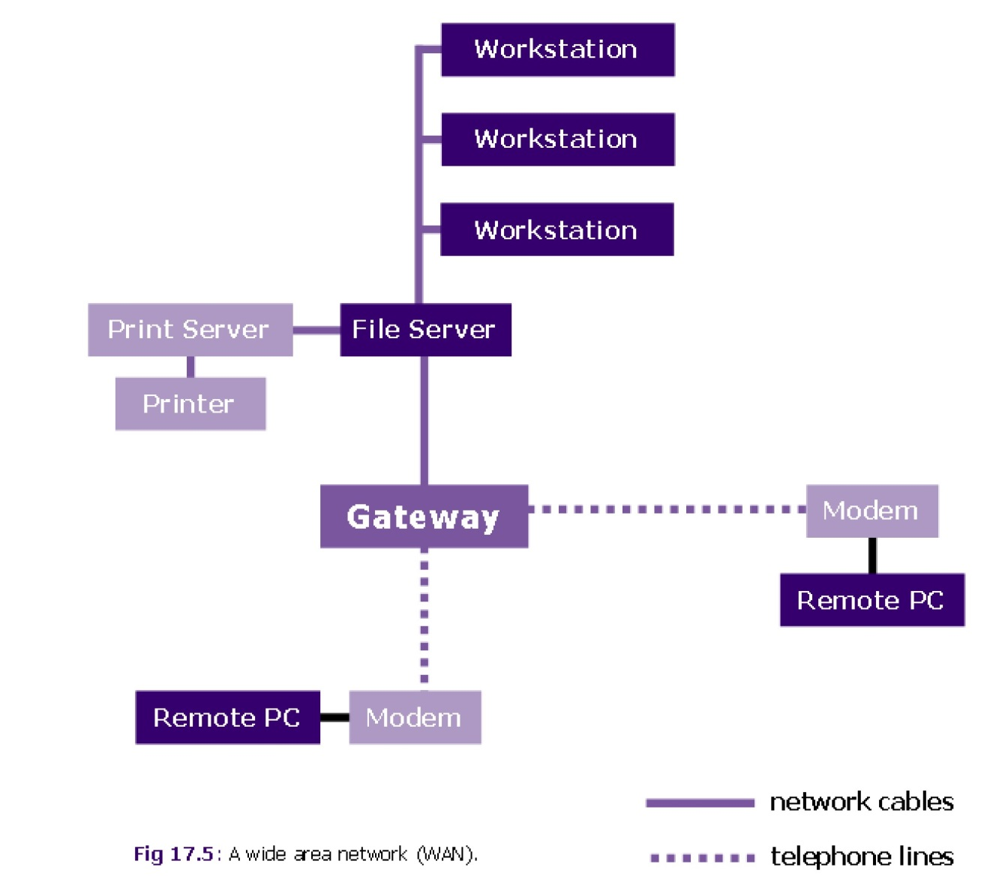 Workstation
Workstation
Workstation
Print Server
File Server
Printer
Gateway
Modem
Remote PC
Remote PC
Modem
network cables
Fig 17.5: A wide area network (WAN).
telephone lines